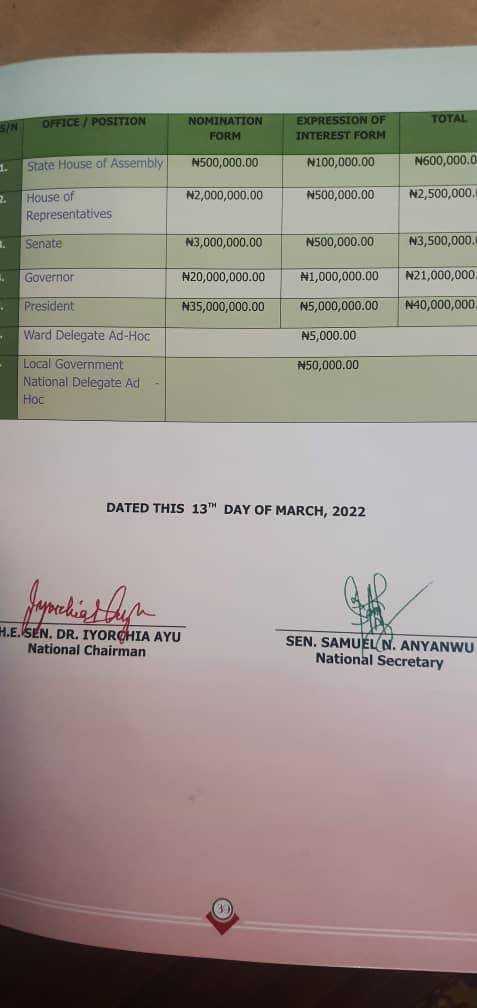 S/N OFFICE / POSITION NOMINATION FORM EXPRESSION OF INTEREST FORM TOTAL
1. State House of Assembly ₦500,000.00 ₦100,000.00 ₦600,000.0
2. House of Representatives ₦2,000,000.00 ₦500,000.00 ₦2,500,000.
. Senate ₦3,000,000.00 ₦500,000.00 ₦3,500,000.
. Governor ₦20,000,000.00 ₦1,000,000.00 ₦21,000,000.
. President ₦35,000,000.00 ₦5,000,000.00 ₦40,000,000.
Ward Delegate Ad-Hoc ₦5,000.00
Local Government ₦50,000.00
National Delegate Ad -
Hoc
DATED THIS 13TH DAY OF MARCH, 2022
H.E. SEN. DR. IYORCHIA AYU
National Chairman
SEN. SAMUEL N. ANYANWU
National Secretary